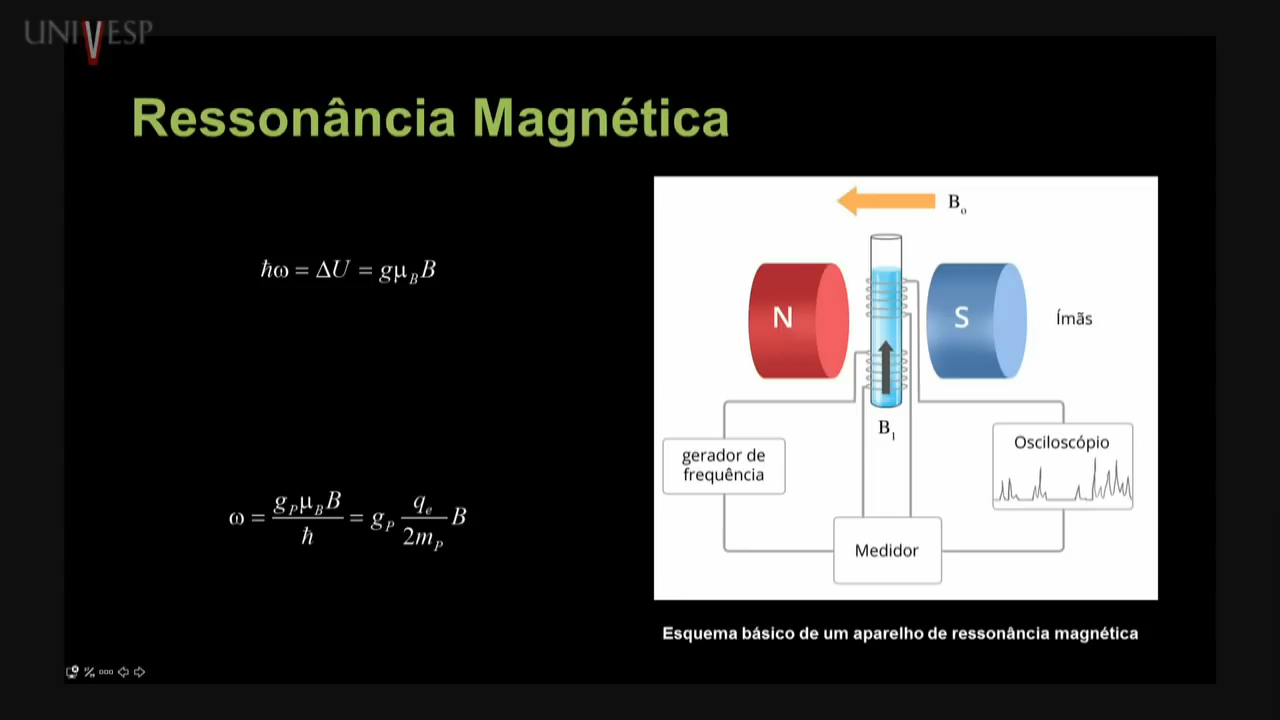 UNIVESP
Ressonância Magnética
ħω = ΔU = gμ_B B
ω = g_P μ_B B / ħ = g_P q_e / 2m_P B
B_o
N
S
Ímãs
B_1
gerador de
frequência
Osciloscópio
Medidor
Esquema básico de um aparelho de ressonância magnética